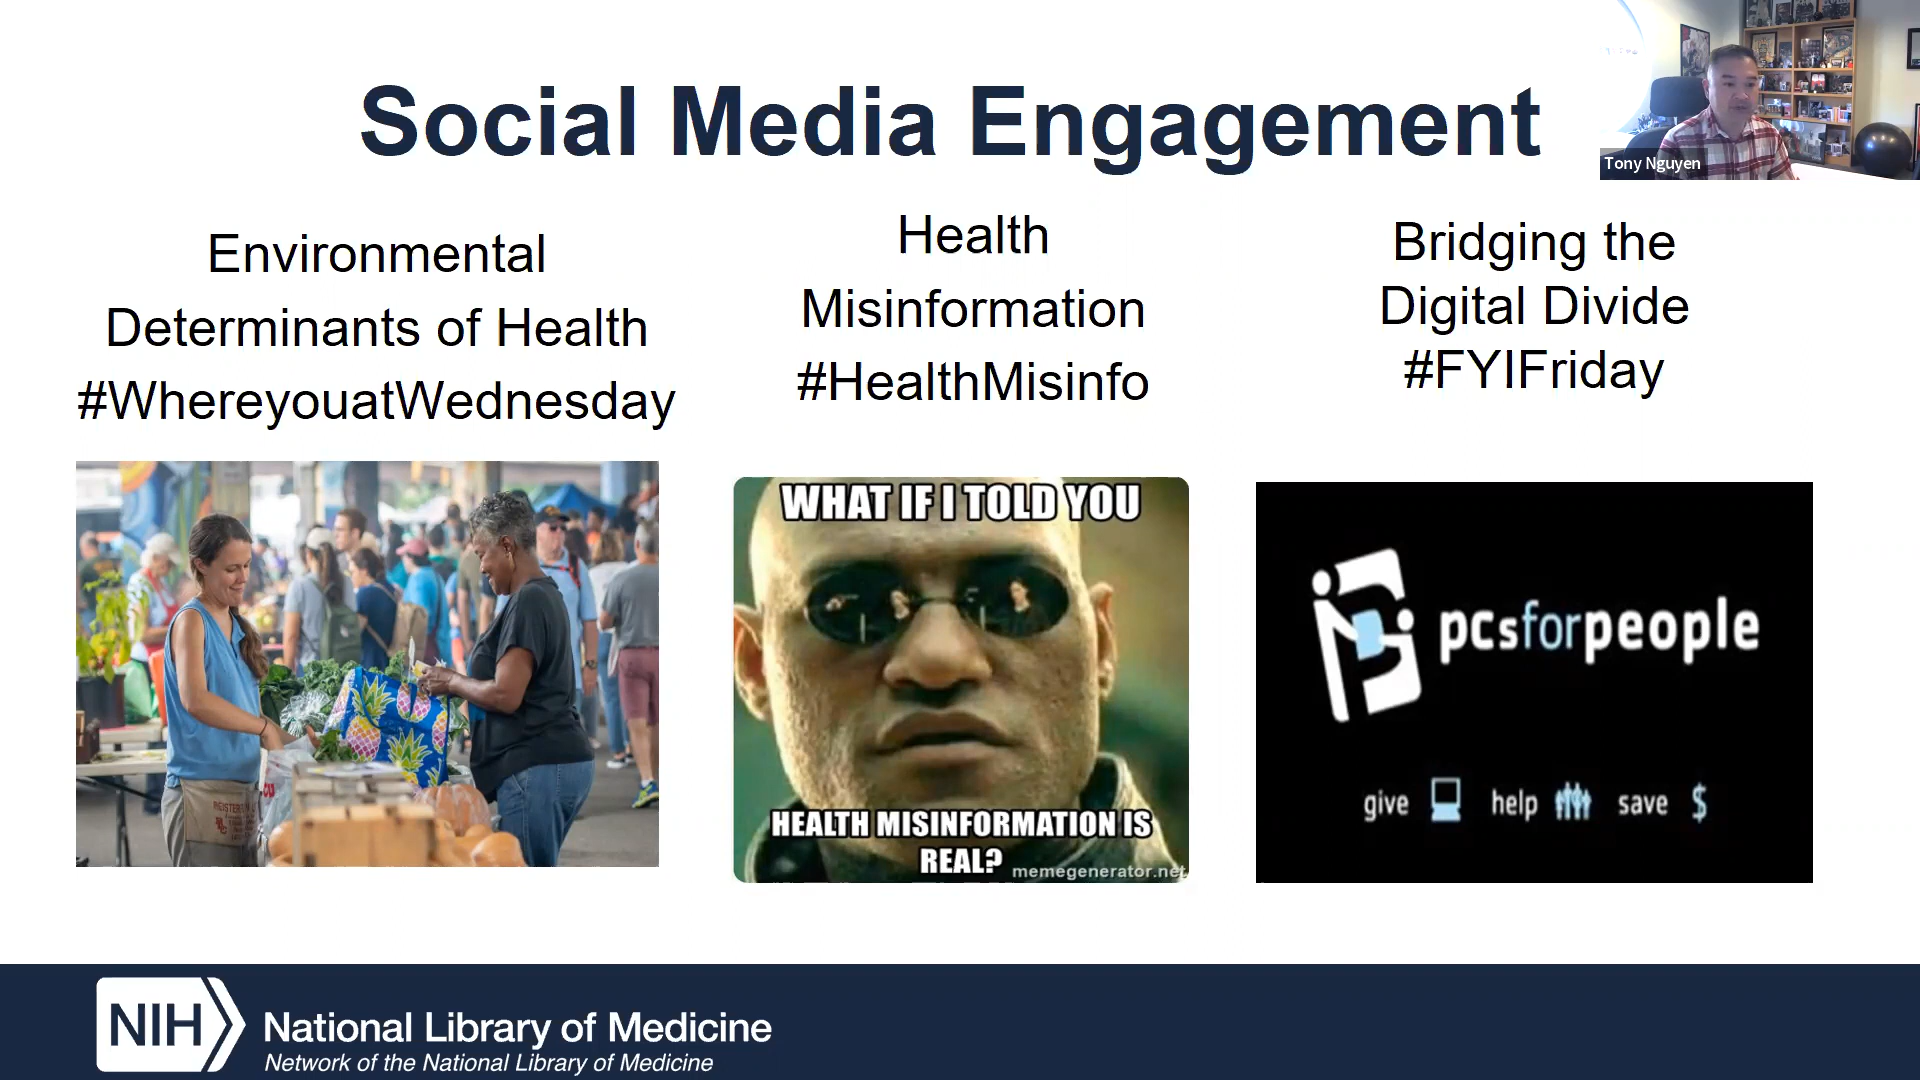 Social Media Engagement
Tony Nguyen
Environmental
Determinants of Health
#WhereyouatWednesday
Health
Misinformation
#HealthMisinfo
Bridging the
Digital Divide
#FYIFriday
WHAT IF I TOLD YOU
HEALTH MISINFORMATION IS
REAL?
memegenerator.net
pcsforpeople
give help save $
NIH
National Library of Medicine
Network of the National Library of Medicine